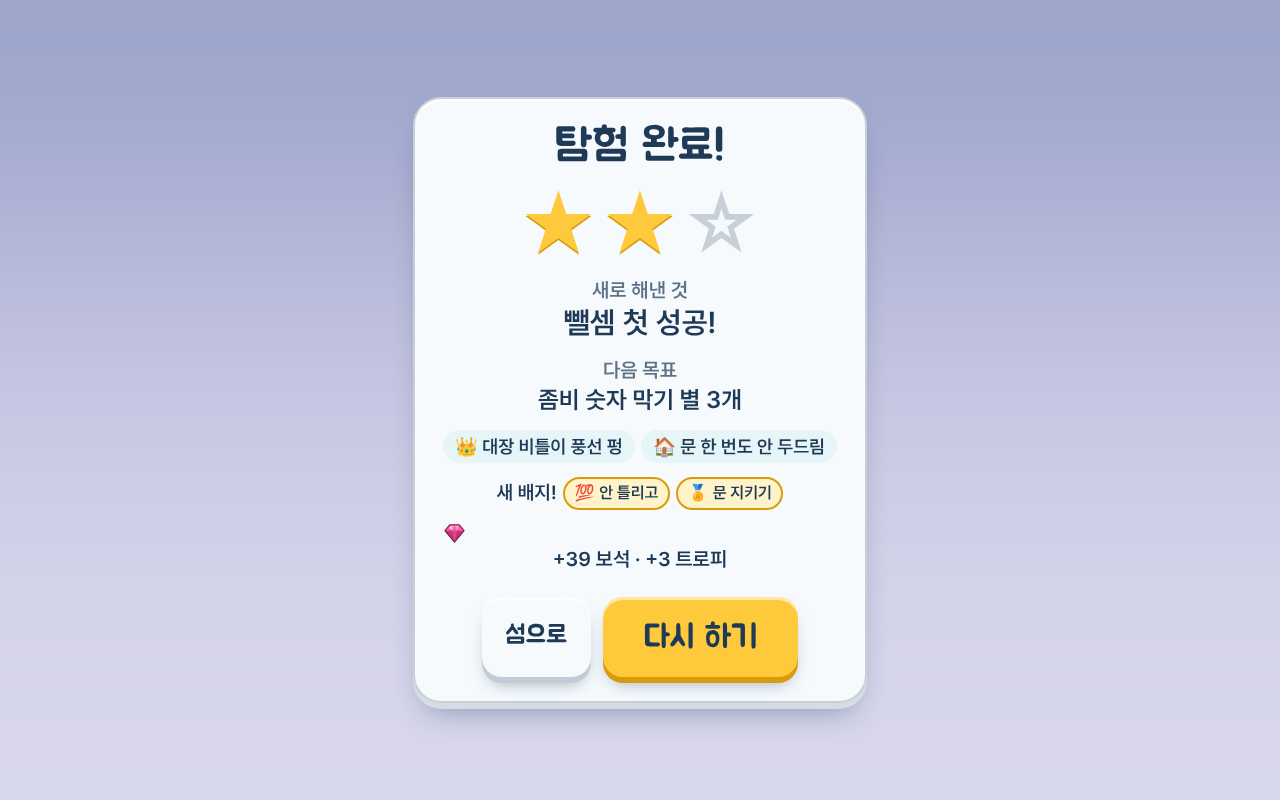 탐험 완료!
새로 해낸 것
뺄셈 첫 성공!
다음 목표
좀비 숫자 막기 별 3개
👑 대장 비틀이 풍선 펑 🏠 문 한 번도 안 두드림
새 배지! 💯 안 틀리고 🏅 문 지키기
+39 보석 · +3 트로피
섬으로 다시 하기